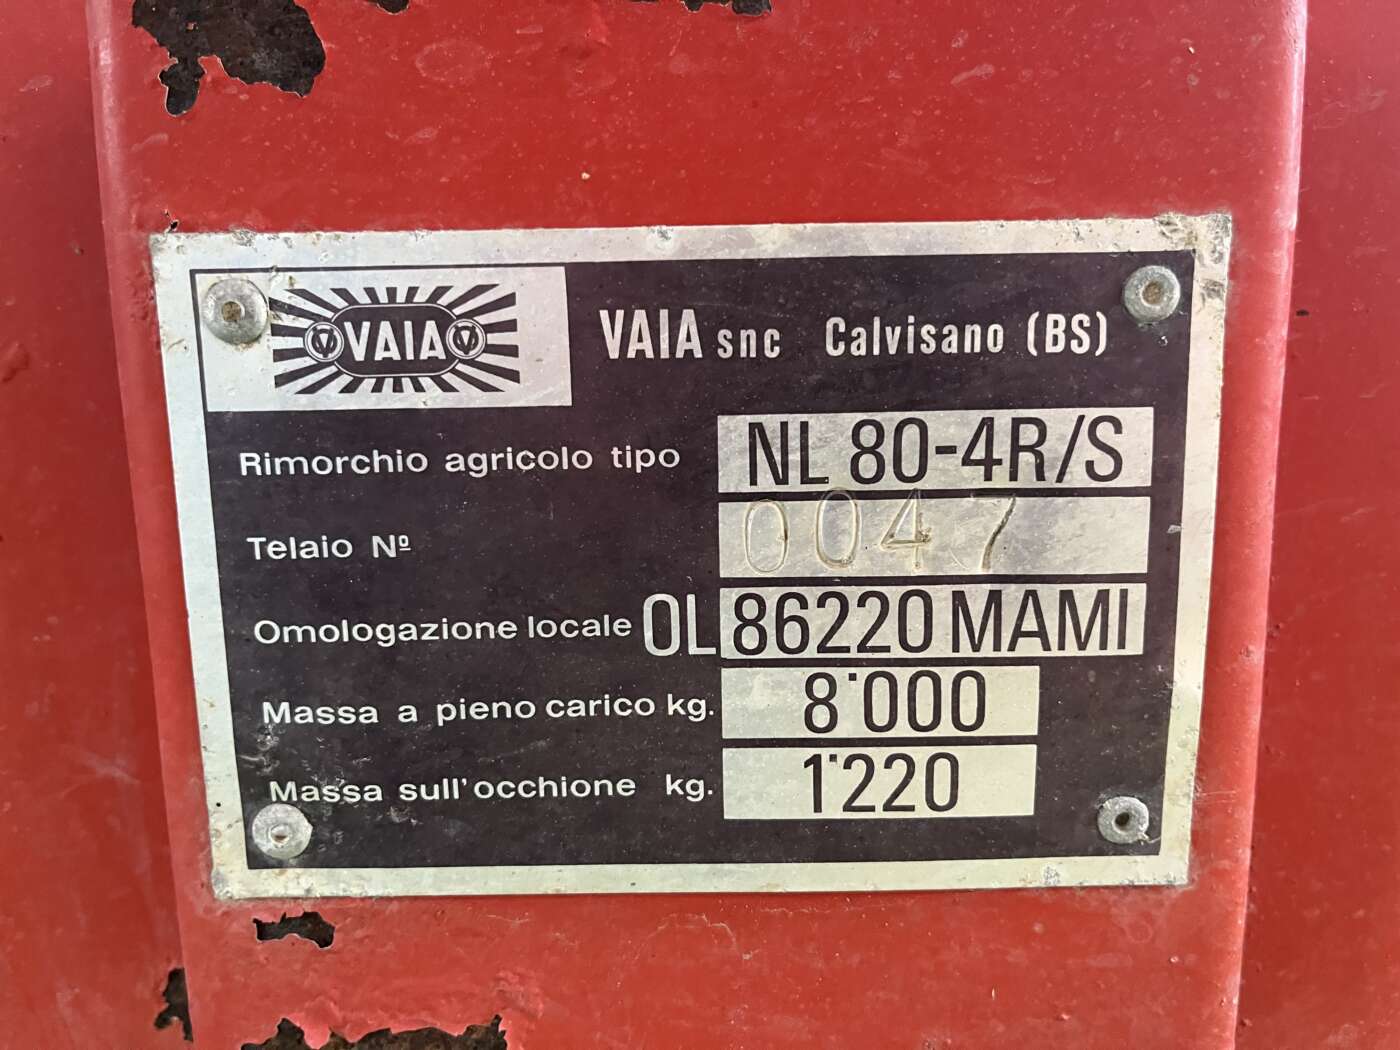 VAIA
VAIA snc Calvisano (BS)
Rimorchio agricolo tipo NL 80-4R/S
Telaio Nº 0047
Omologazione locale OL 86220 MAMI
Massa a pieno carico kg. 8˙000
Massa sull'occhione kg. 1˙220